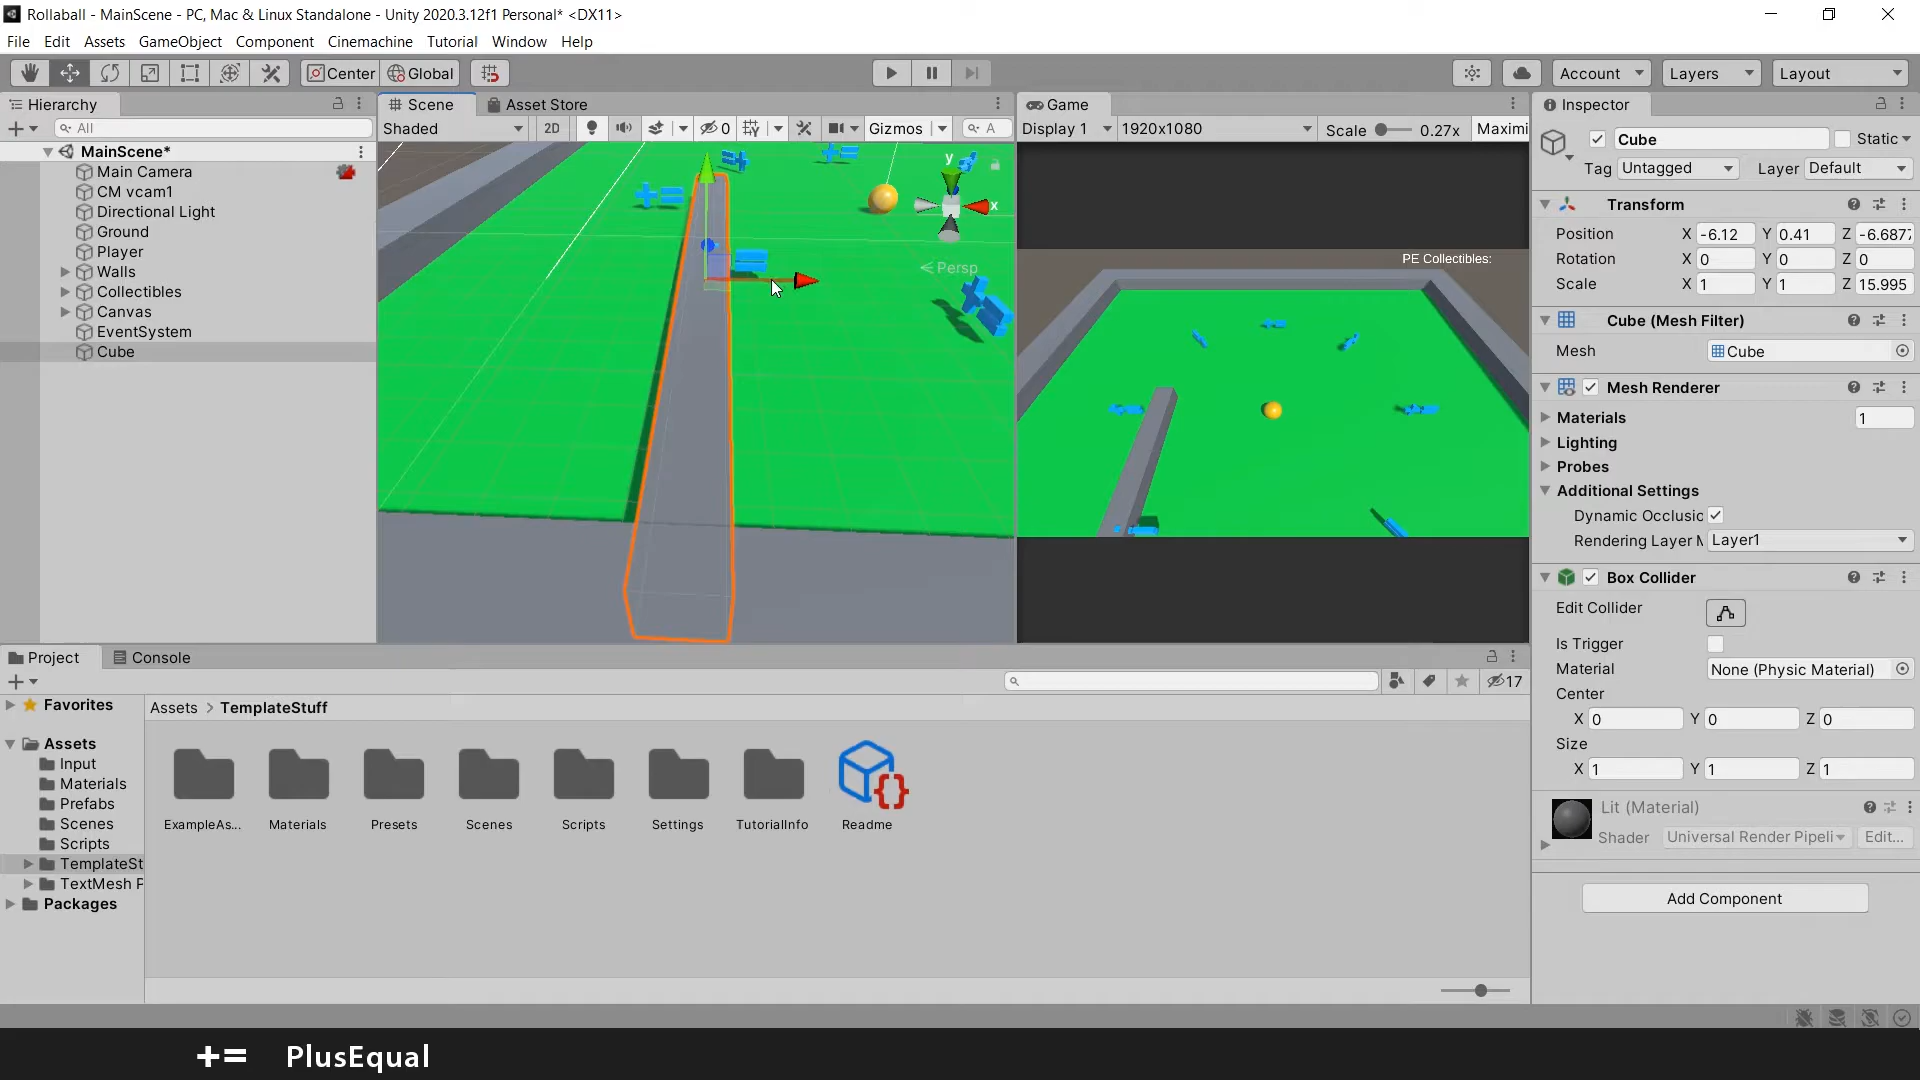 Rollaball - MainScene - PC, Mac & Linux Standalone - Unity 2020.3.12f1 Personal* <DX11>
File Edit Assets GameObject Component Cinemachine Tutorial Window Help
Center Global Account Layers Layout
Hierarchy
All
MainScene*
Main Camera
CM vcam1
Directional Light
Ground
Player
Walls
Collectibles
Canvas
EventSystem
Cube
Scene Asset Store
Shaded 2D 0 Gizmos A
y
x
Persp
Game
Display 1 1920x1080 Scale 0.27x Maximi
PE Collectibles:
Inspector
Cube Static
Tag Untagged Layer Default
Transform
Position X -6.12 Y 0.41 Z -6.687
Rotation X 0 Y 0 Z 0
Scale X 1 Y 1 Z 15.995
Cube (Mesh Filter)
Mesh Cube
Mesh Renderer
Materials 1
Lighting
Probes
Additional Settings
Dynamic Occlusic
Rendering Layer M Layer1
Box Collider
Edit Collider
Is Trigger
Material None (Physic Material)
Center
X 0 Y 0 Z 0
Size
X 1 Y 1 Z 1
Lit (Material)
Shader Universal Render Pipeli Edit...
Add Component
Project Console
17
Favorites
Assets
Input
Materials
Prefabs
Scenes
Scripts
TemplateSt
TextMesh P
Packages
Assets > TemplateStuff
ExampleAs... Materials Presets Scenes Scripts Settings TutorialInfo Readme
+= PlusEqual